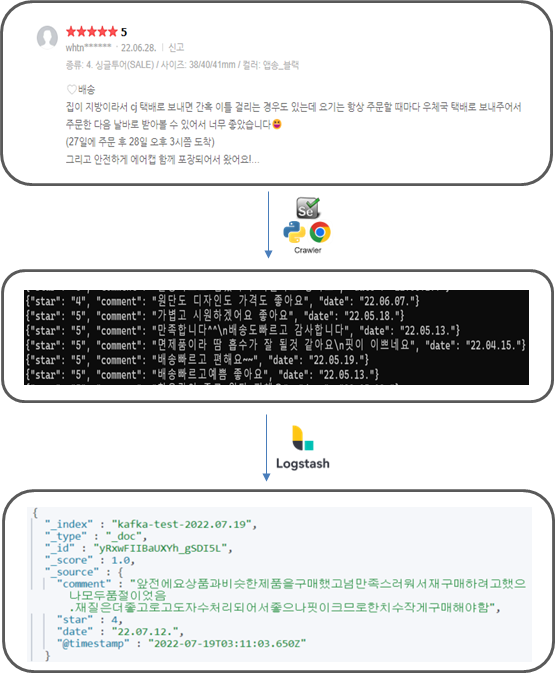 ★★★★★ 5
whtn****** · 22.06.28. | 신고
종류: 4. 싱글투어(SALE) / 사이즈: 38/40/41mm / 컬러: 앱송_블랙
♡배송
집이 지방이라서 cj 택배로 보내면 간혹 이틀 걸리는 경우도 있는데 요기는 항상 주문할 때마다 우체국 택배로 보내주어서
주문한 다음 날바로 받아볼 수 있어서 너무 좋았습니다😆
(27일에 주문 후 28일 오후 3시쯤 도착)
그리고 안전하게 에어캡 함께 포장되어서 왔어요!...
Se
Crawler
{"star": "4", "comment": "원단도 디자인도 가격도 좋아요", "date": "22.06.07."}
{"star": "5", "comment": "가볍고 시원하겠어요 좋아요", "date": "22.05.18."}
{"star": "5", "comment": "만족합니다^^\n배송도빠르고 감사합니다", "date": "22.05.13."}
{"star": "5", "comment": "면제품이라 땀 흡수가 잘 될것 같아요\n핏이 이쁘네요", "date": "22.04.15."}
{"star": "5", "comment": "배송빠르고 편해요~~", "date": "22.05.19."}
{"star": "5", "comment": "배송빠르고예쁨 좋아요", "date": "22.05.13."}
Logstash
{
"_index" : "kafka-test-2022.07.19",
"_type" : "_doc",
"_id" : "yRxwFIIBaUXYh_gSDI5L",
"_score" : 1.0,
"_source" : {
"comment" : "앞전에요상품과비슷한제품을구매했고넘만족스러워서재구매하려고했으
나모두품절이엇음
.재질은더좋고로고도자수처리되어서좋으나핏이크므로한치수작게구매해야함",
"star" : 4,
"date" : "22.07.12.",
"@timestamp" : "2022-07-19T03:11:03.650Z"
}